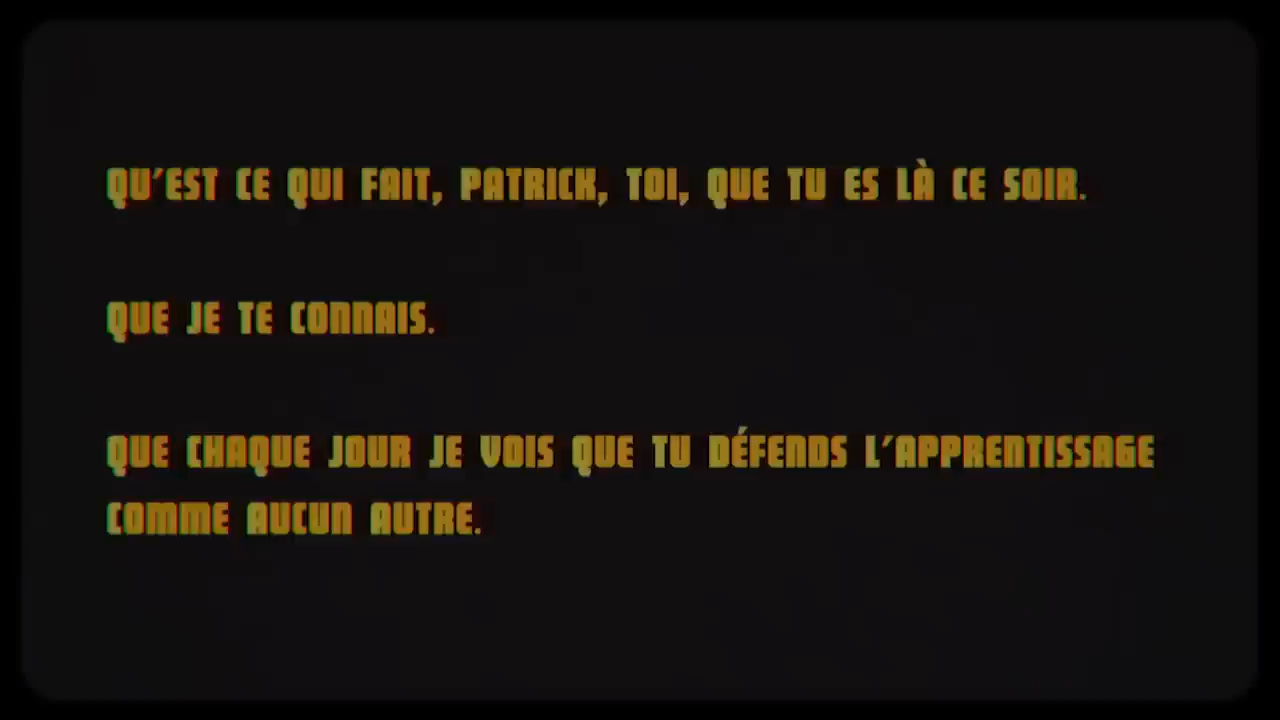 QU'EST CE QUI FAIT, PATRICK, TOI, QUE TU ES LÀ CE SOIR.
QUE JE TE CONNAIS.
QUE CHAQUE JOUR JE VOIS QUE TU DÉFENDS L'APPRENTISSAGE
COMME AUCUN AUTRE.